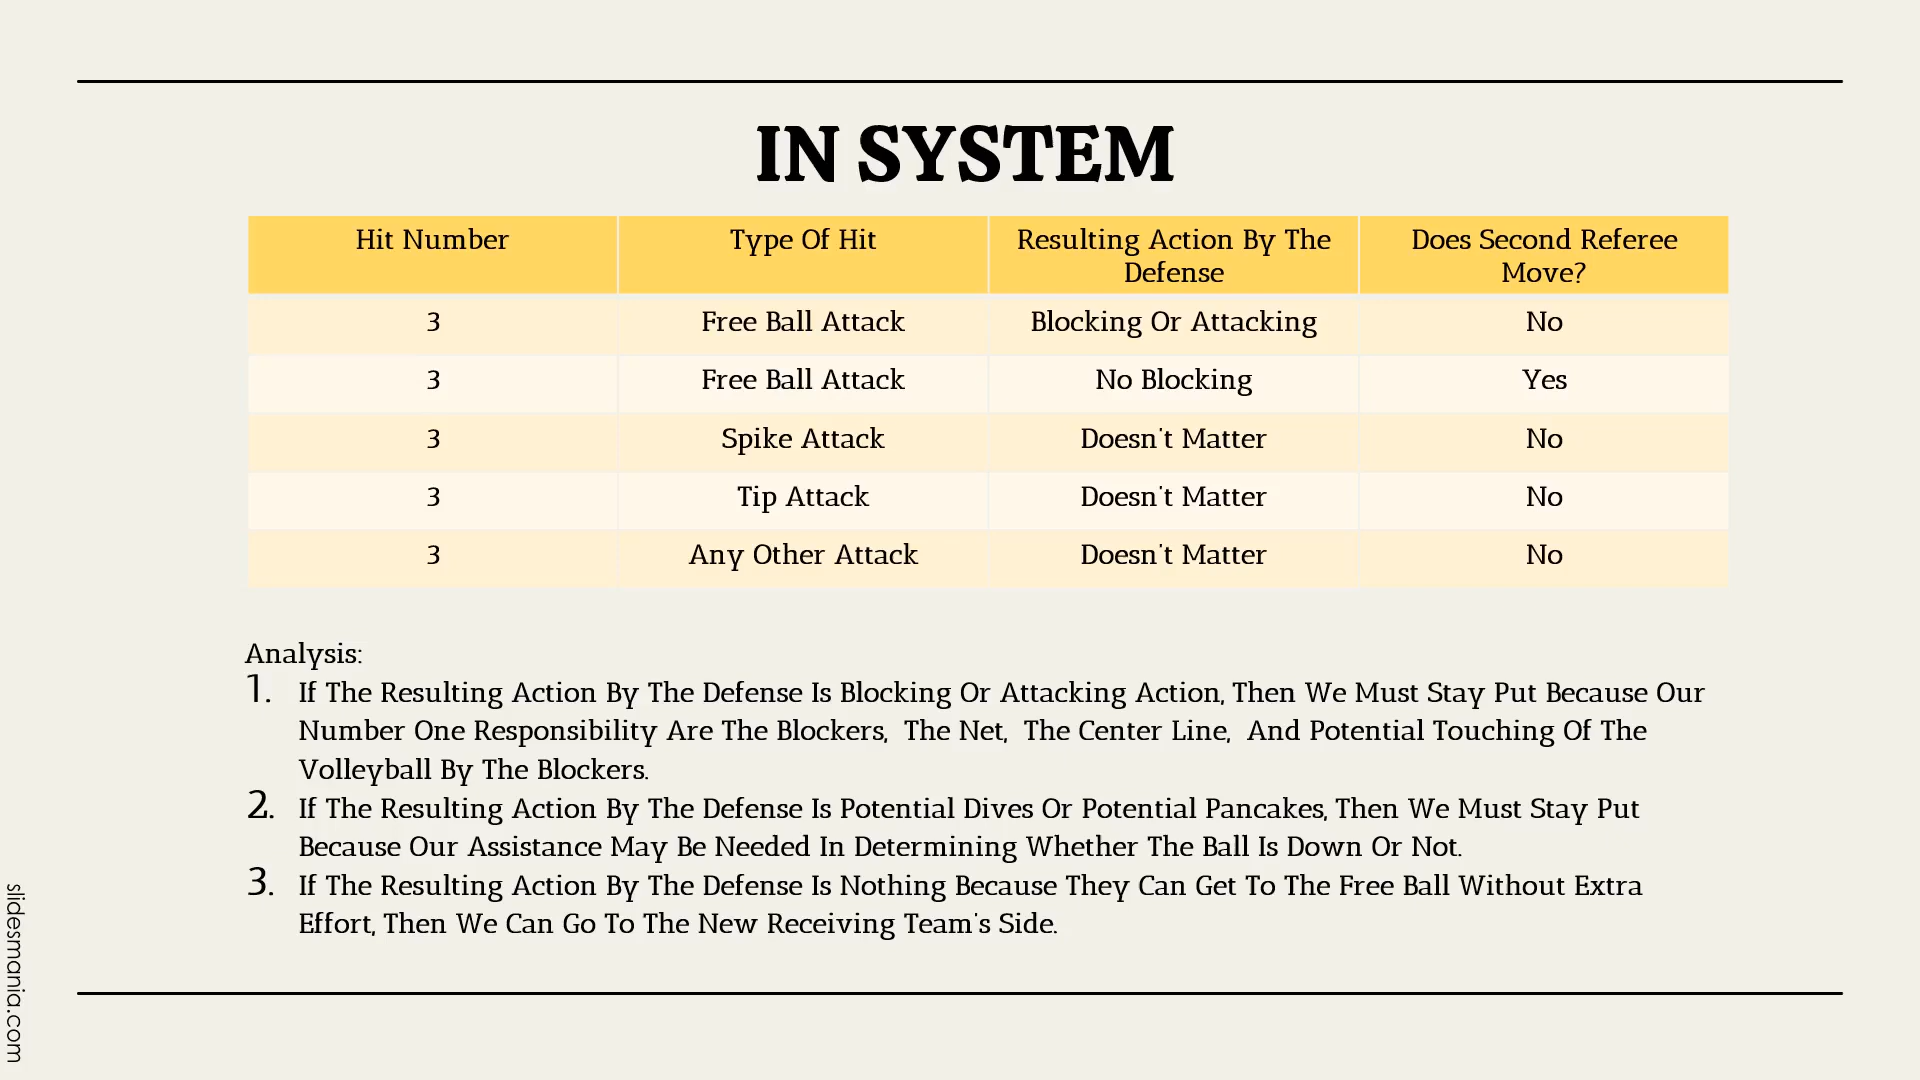 IN SYSTEM
Hit Number Type Of Hit Resulting Action By The Defense Does Second Referee Move?
3 Free Ball Attack Blocking Or Attacking No
3 Free Ball Attack No Blocking Yes
3 Spike Attack Doesn't Matter No
3 Tip Attack Doesn't Matter No
3 Any Other Attack Doesn't Matter No
Analysis:
1. If The Resulting Action By The Defense Is Blocking Or Attacking Action, Then We Must Stay Put Because Our
Number One Responsibility Are The Blockers, The Net, The Center Line, And Potential Touching Of The
Volleyball By The Blockers.
2. If The Resulting Action By The Defense Is Potential Dives Or Potential Pancakes, Then We Must Stay Put
Because Our Assistance May Be Needed In Determining Whether The Ball Is Down Or Not.
3. If The Resulting Action By The Defense Is Nothing Because They Can Get To The Free Ball Without Extra
Effort, Then We Can Go To The New Receiving Team's Side.
slidesmania.com